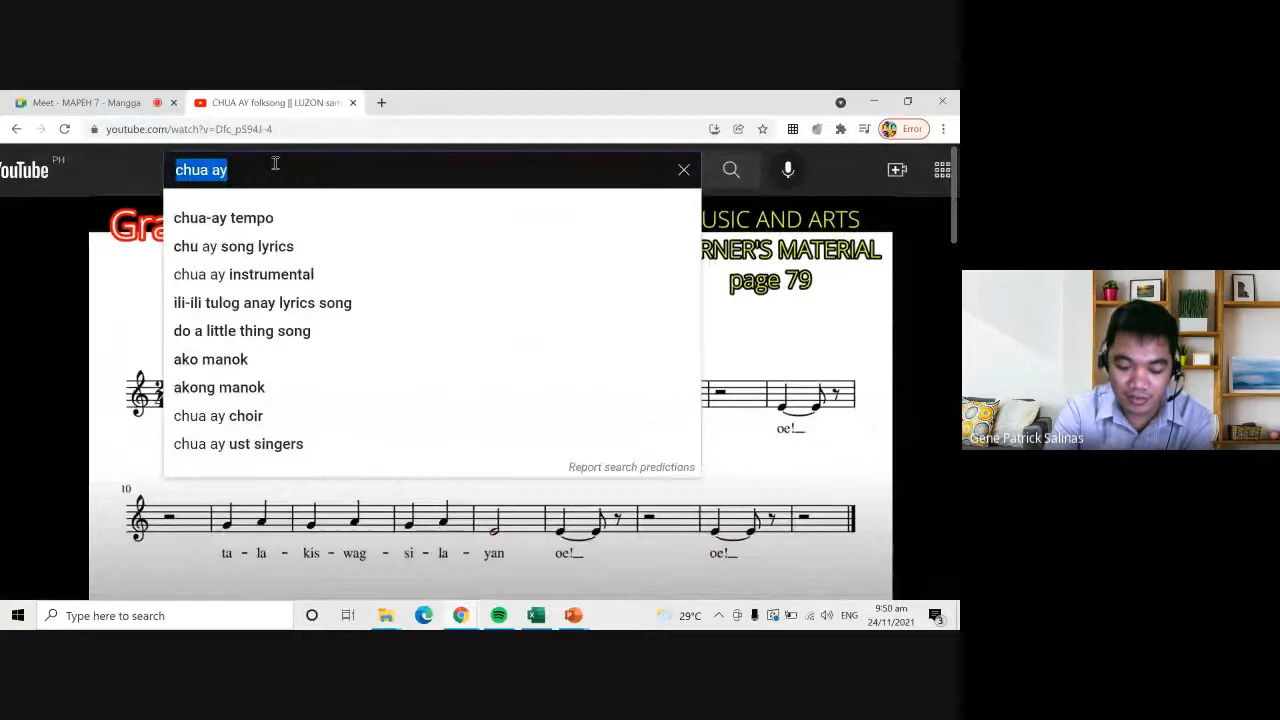 Meet - MAPEH 7 - Mangga
CHUA AY folksong || LUZON sam
youtube.com/watch?v=Dfc_pS94J-4
Error
ouTube PH
chua ay
chua-ay tempo
chu ay song lyrics
chua ay instrumental
ili-ili tulog anay lyrics song
do a little thing song
ako manok
akong manok
chua ay choir
chua ay ust singers
Report search predictions
Gra
USIC AND ARTS
RNER'S MATERIAL
page 79
oe!
10
ta - la - kis - wag - si - la - yan oe! oe!
Gene Patrick Salinas
Type here to search
29°C
ENG
9:50 am
24/11/2021
3